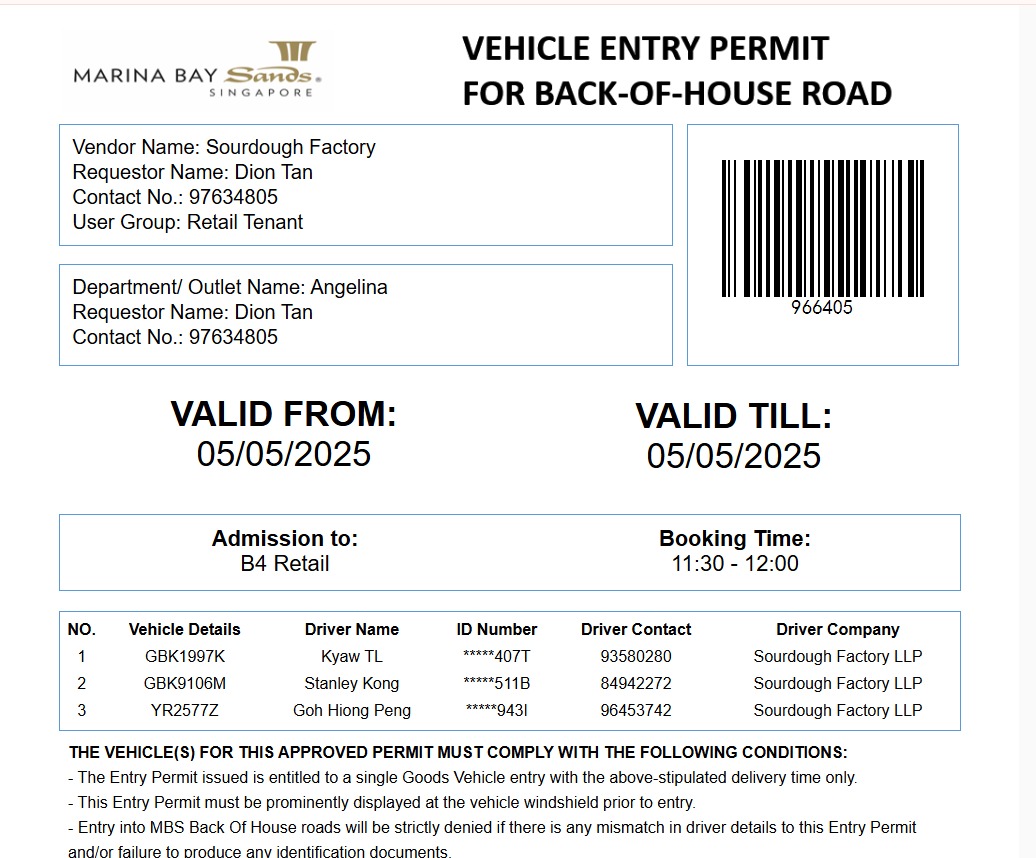 MARINA BAY Sands®
SINGAPORE
VEHICLE ENTRY PERMIT
FOR BACK-OF-HOUSE ROAD
Vendor Name: Sourdough Factory
Requestor Name: Dion Tan
Contact No.: 97634805
User Group: Retail Tenant
966405
Department/ Outlet Name: Angelina
Requestor Name: Dion Tan
Contact No.: 97634805
VALID FROM:
05/05/2025
VALID TILL:
05/05/2025
Admission to:
B4 Retail
Booking Time:
11:30 - 12:00
NO. Vehicle Details Driver Name ID Number Driver Contact Driver Company
1 GBK1997K Kyaw TL *****407T 93580280 Sourdough Factory LLP
2 GBK9106M Stanley Kong *****511B 84942272 Sourdough Factory LLP
3 YR2577Z Goh Hiong Peng *****943I 96453742 Sourdough Factory LLP
THE VEHICLE(S) FOR THIS APPROVED PERMIT MUST COMPLY WITH THE FOLLOWING CONDITIONS:
- The Entry Permit issued is entitled to a single Goods Vehicle entry with the above-stipulated delivery time only.
- This Entry Permit must be prominently displayed at the vehicle windshield prior to entry.
- Entry into MBS Back Of House roads will be strictly denied if there is any mismatch in driver details to this Entry Permit
and/or failure to produce any identification documents.